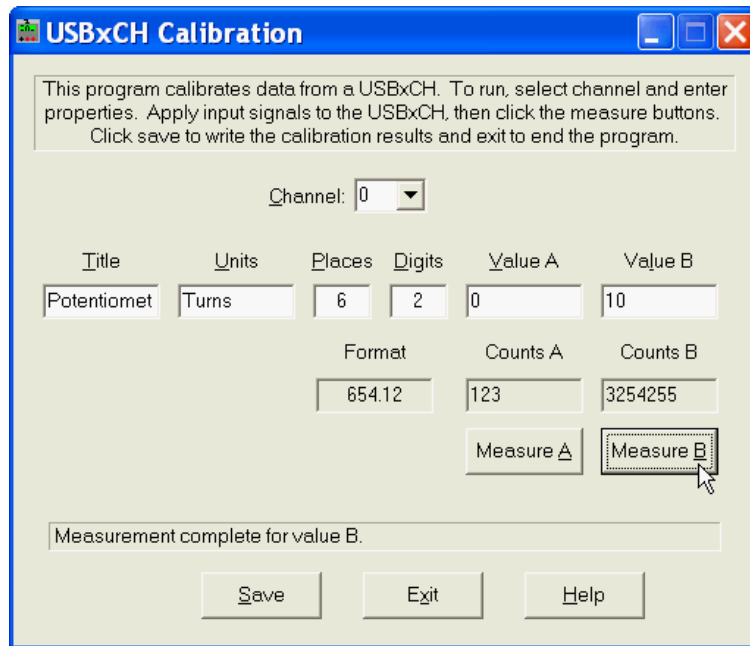 USBxCH Calibration
This program calibrates data from a USBxCH. To run, select channel and enter
properties. Apply input signals to the USBxCH, then click the measure buttons.
Click save to write the calibration results and exit to end the program.
Channel: 0
Title Units Places Digits Value A Value B
Potentiomet Turns 6 2 0 10
Format Counts A Counts B
654.12 123 3254255
Measure A Measure B
Measurement complete for value B.
Save Exit Help